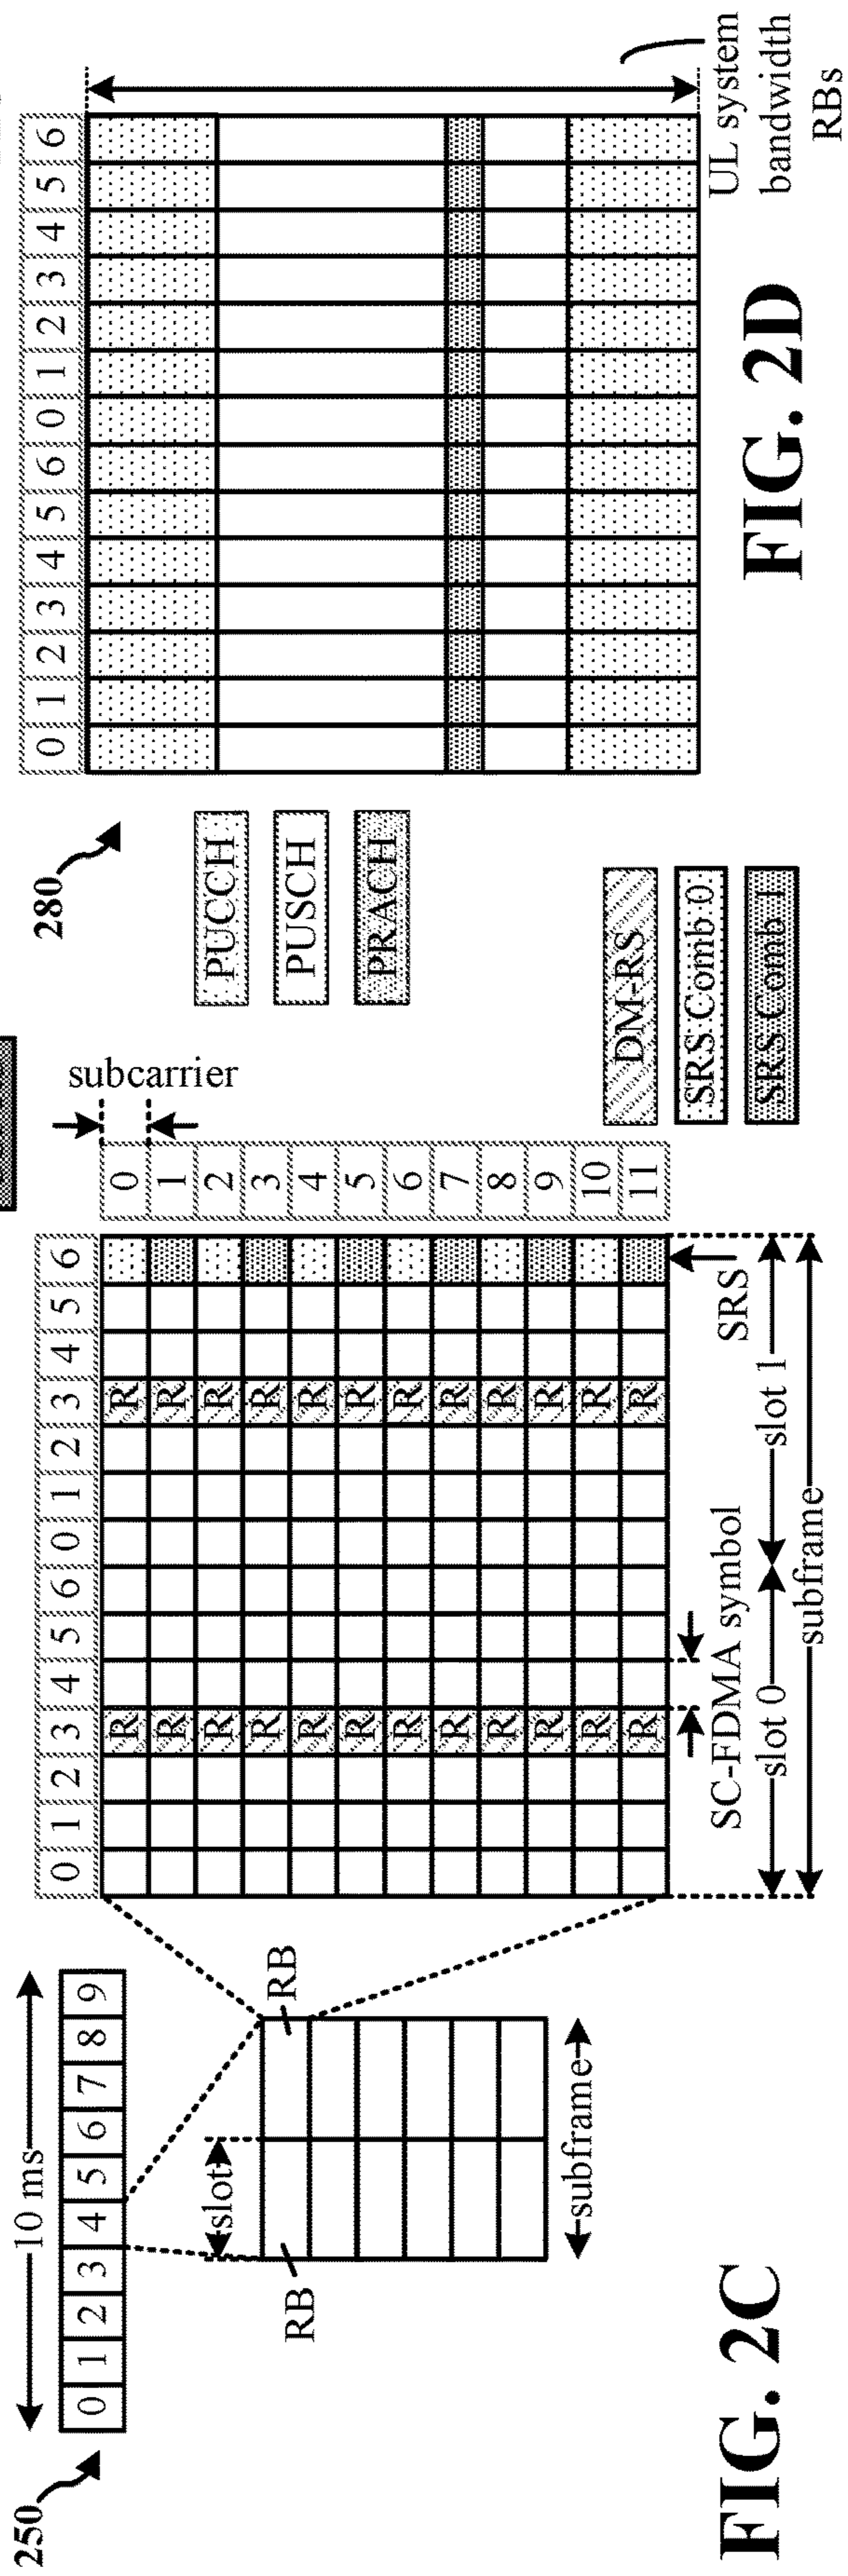 250
10 ms
0 1 2 3 4 5 6 7 8 9
RB
RB
slot
subframe
0 1 2 3 4 5 6 0 1 2 3 4 5 6
R R
R R
R R
R R
R R
R R
R R
R R
R R
R R
R R
R R
subcarrier
0
1
2
3
4
5
6
7
8
9
10
11
SC-FDMA symbol
SRS
slot 0
slot 1
subframe
DM-RS
SRS Comb 0
SRS Comb 1
FIG. 2C
280
PUCCH
PUSCH
PRACH
0 1 2 3 4 5 6 0 1 2 3 4 5 6
UL system
bandwidth
RBs
FIG. 2D